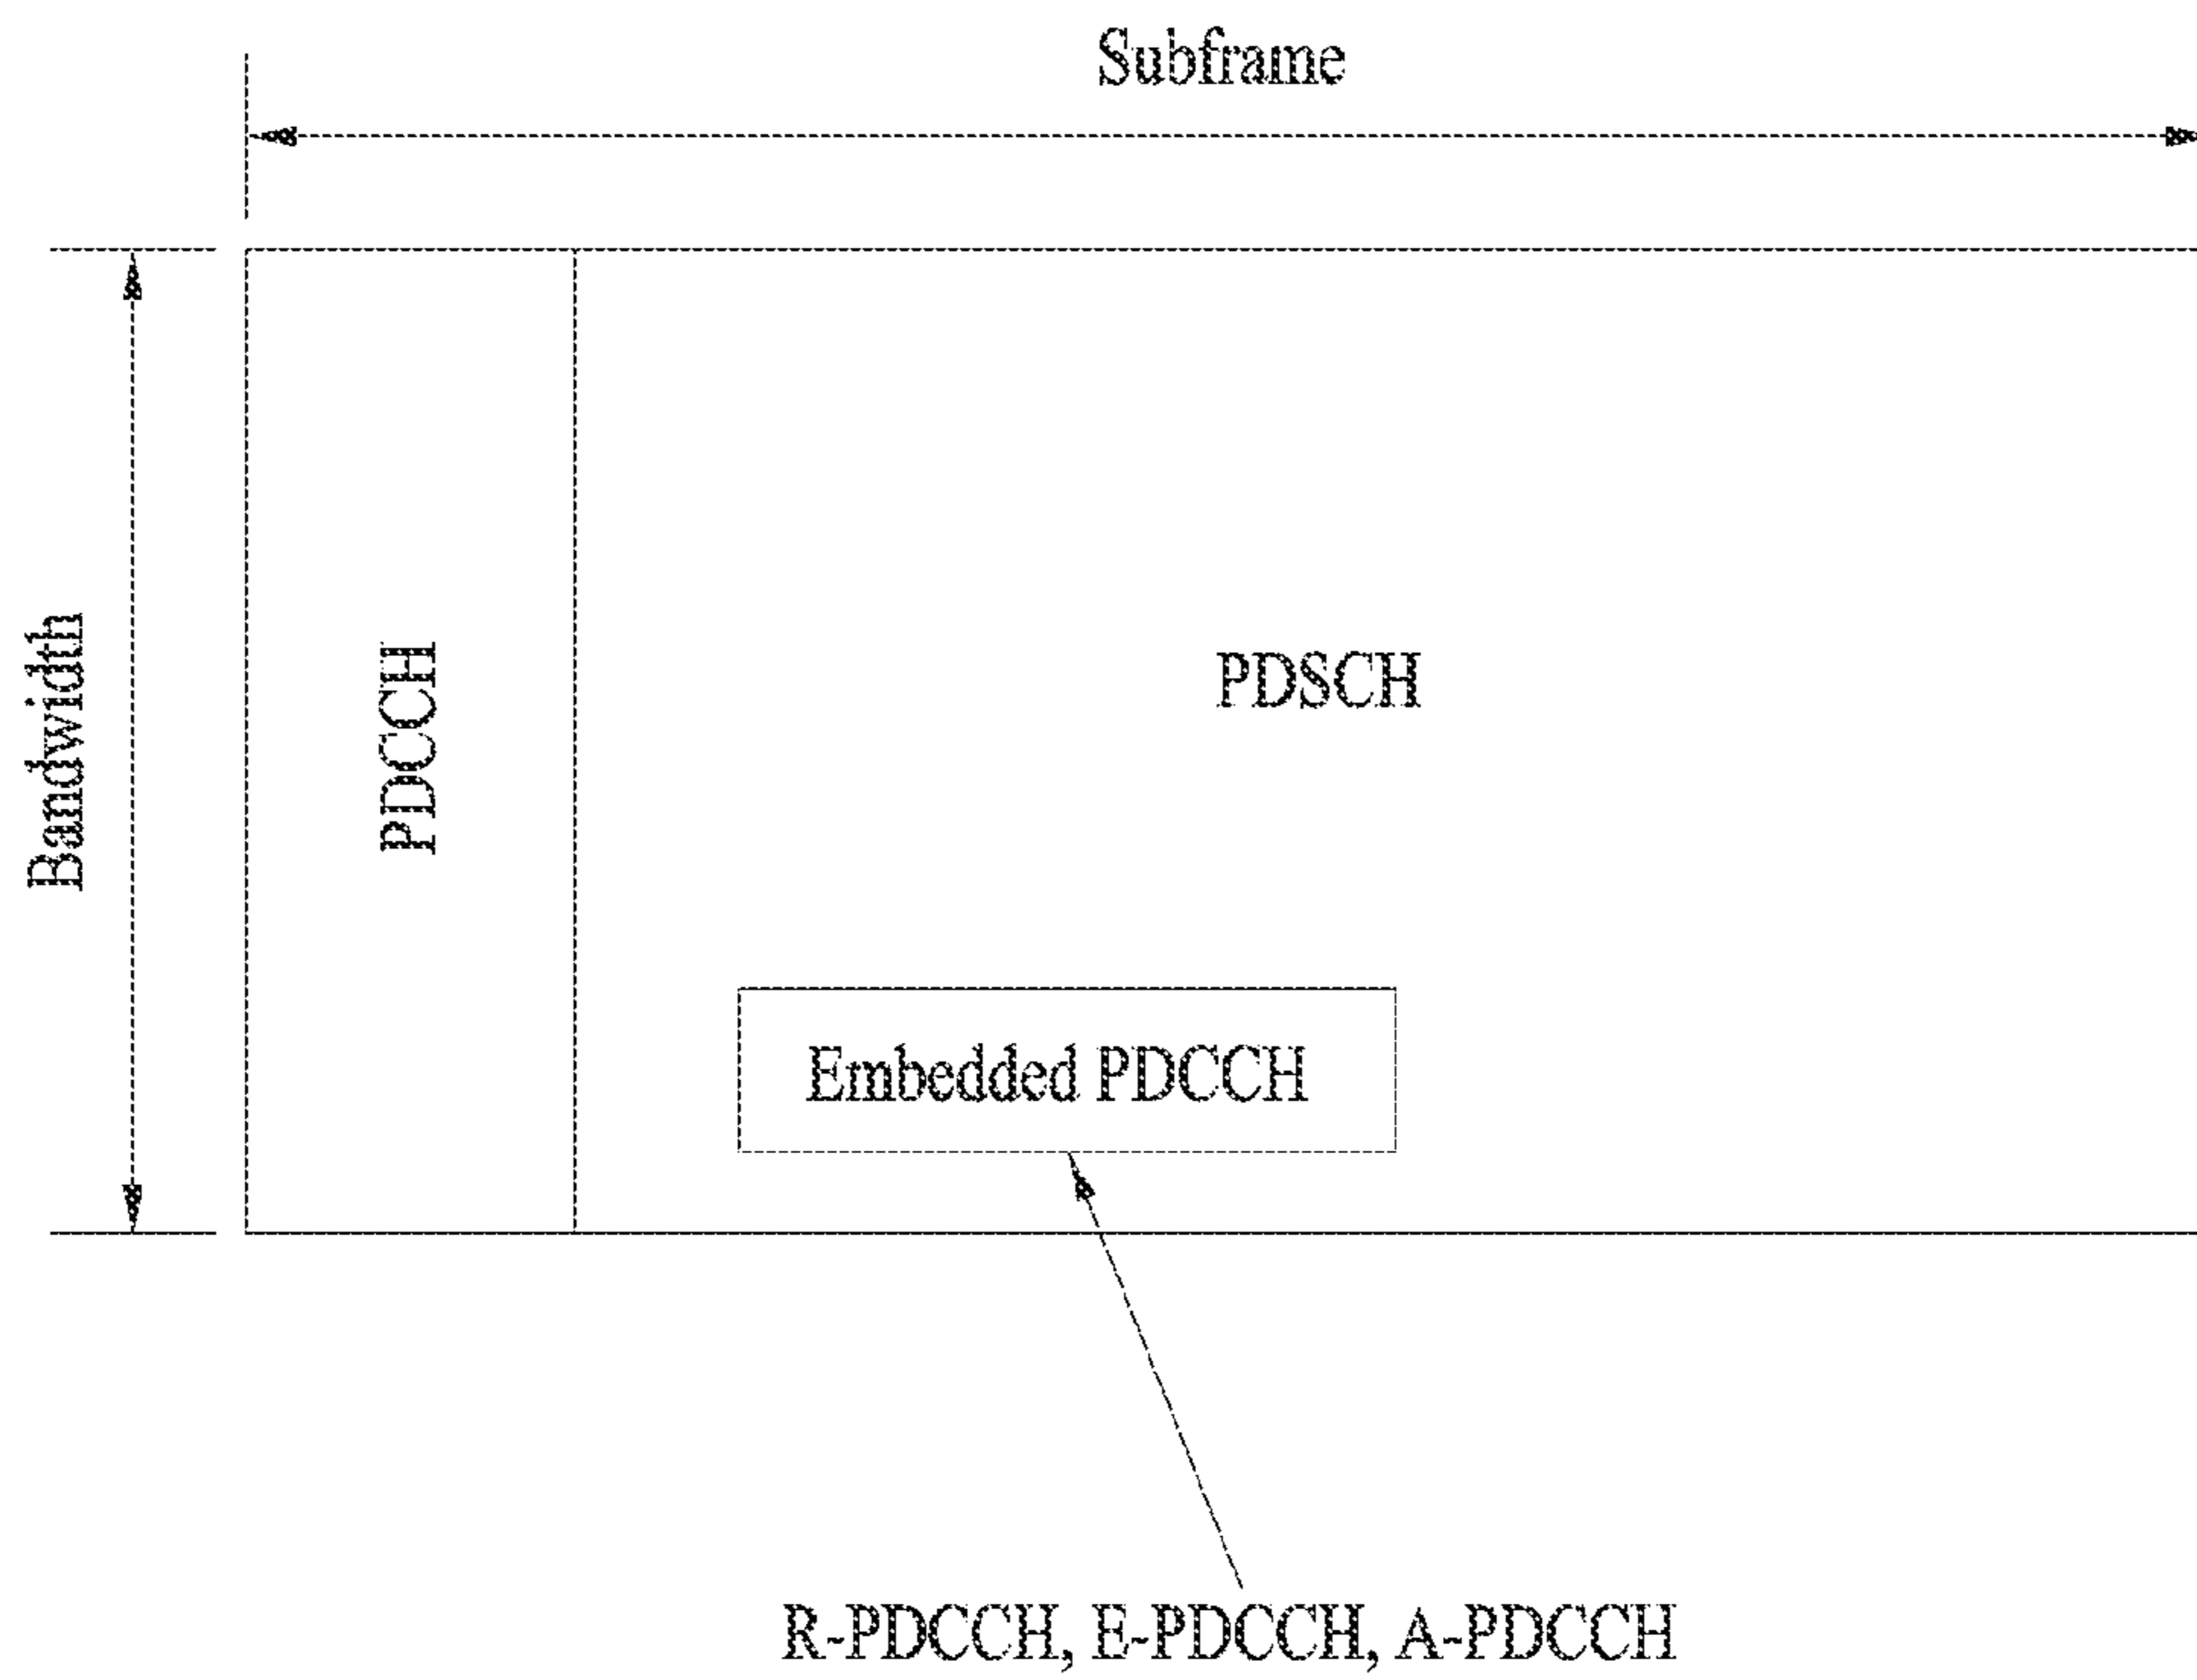 Subframe
Bandwidth
PDCCH
PDSCH
Embedded PDCCH
R-PDCCH, E-PDCCH, A-PDCCH